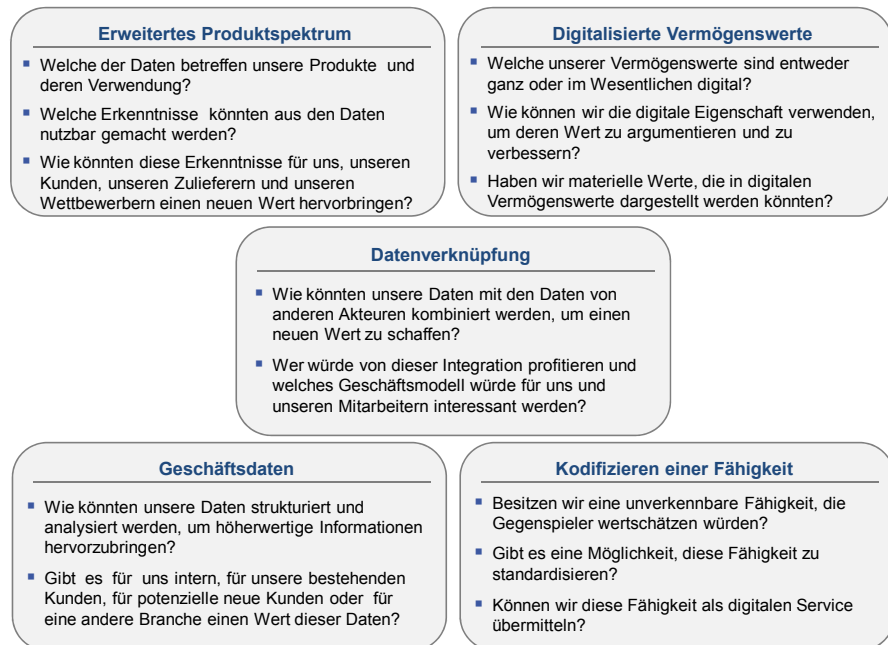 Erweitertes Produktspektrum
▪ Welche der Daten betreffen unsere Produkte und
deren Verwendung?
▪ Welche Erkenntnisse könnten aus den Daten
nutzbar gemacht werden?
▪ Wie könnten diese Erkenntnisse für uns, unseren
Kunden, unseren Zulieferern und unseren
Wettbewerbern einen neuen Wert hervorbringen?
Digitalisierte Vermögenswerte
▪ Welche unserer Vermögenswerte sind entweder
ganz oder im Wesentlichen digital?
▪ Wie können wir die digitale Eigenschaft verwenden,
um deren Wert zu argumentieren und zu
verbessern?
▪ Haben wir materielle Werte, die in digitalen
Vermögenswerte dargestellt werden könnten?
Datenverknüpfung
▪ Wie könnten unsere Daten mit den Daten von
anderen Akteuren kombiniert werden, um einen
neuen Wert zu schaffen?
▪ Wer würde von dieser Integration profitieren und
welches Geschäftsmodell würde für uns und
unseren Mitarbeitern interessant werden?
Geschäftsdaten
▪ Wie könnten unsere Daten strukturiert und
analysiert werden, um höherwertige Informationen
hervorzubringen?
▪ Gibt es für uns intern, für unsere bestehenden
Kunden, für potenzielle neue Kunden oder für
eine andere Branche einen Wert dieser Daten?
Kodifizieren einer Fähigkeit
▪ Besitzen wir eine unverkennbare Fähigkeit, die
Gegenspieler wertschätzen würden?
▪ Gibt es eine Möglichkeit, diese Fähigkeit zu
standardisieren?
▪ Können wir diese Fähigkeit als digitalen Service
übermitteln?